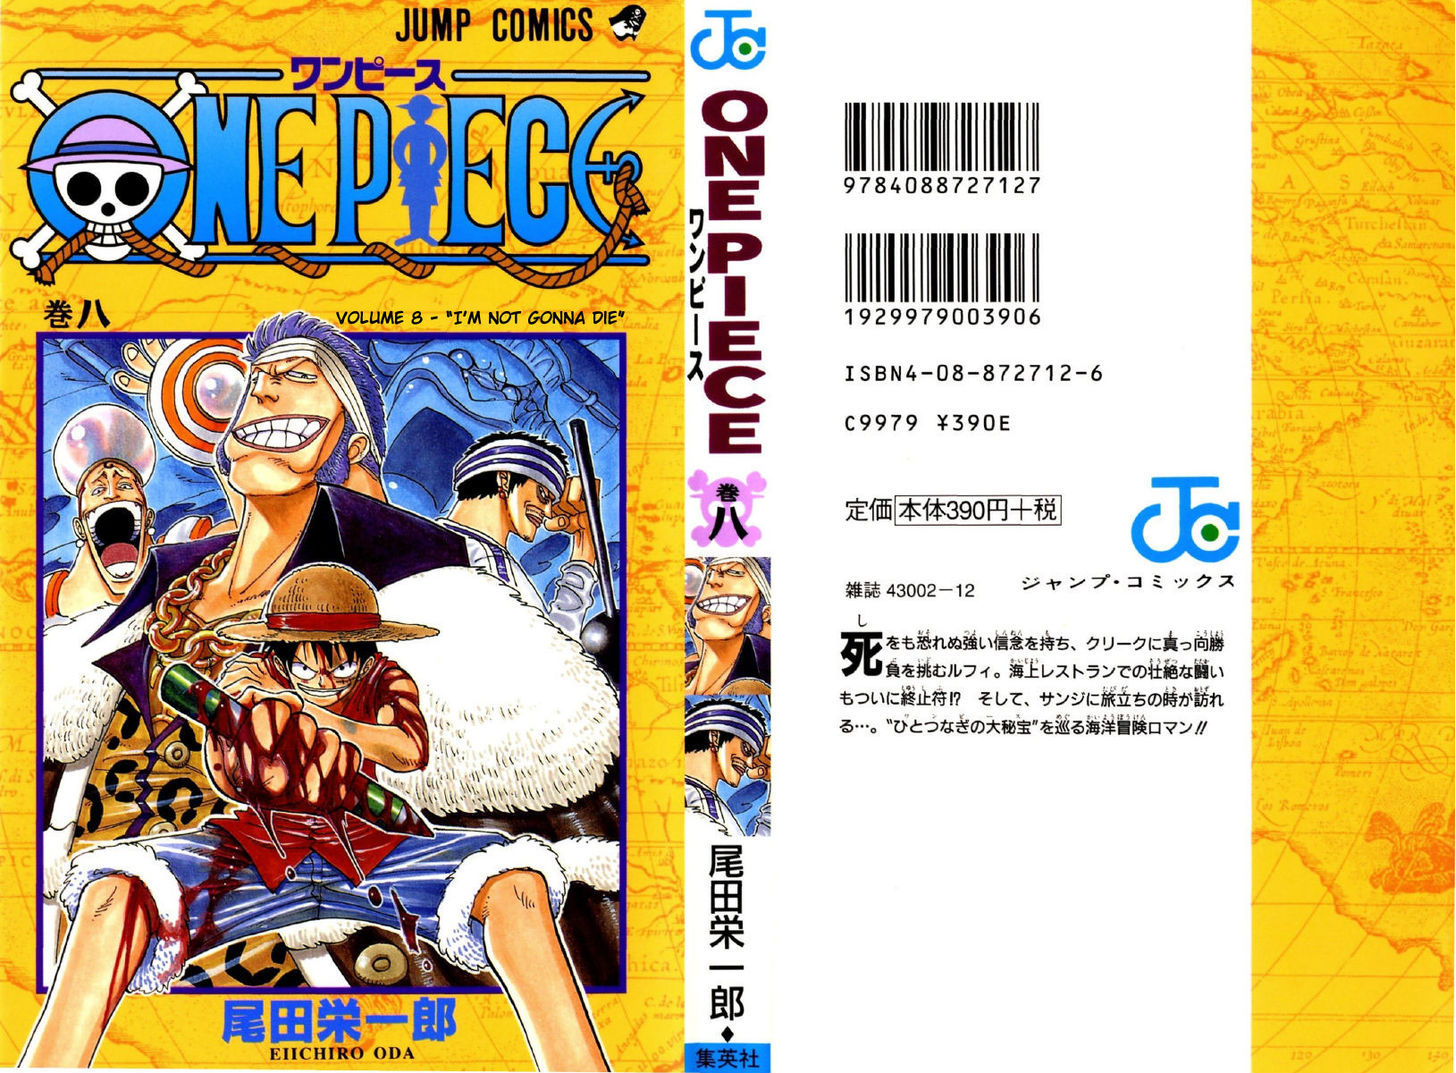 JUMP COMICS
ワンピース
ONE PIECE
巻八
VOLUME 8 - "I'M NOT GONNA DIE"
尾田栄一郎
EIICHIRO ODA
ONE PIECE
ワンピース
巻八
尾田栄一郎
集英社
9784088727127
1929979003906
ISBN4-08-872712-6
C9979 ¥390E
定価 本体390円+税
雑誌 43002-12
ジャンプ・コミックス
死をも恐れぬ強い信念を持ち、クリークに真っ向勝
負を挑むルフィ。海上レストランでの壮絶な闘い
もついに終止符!? そして、サンジに旅立ちの時が訪れ
る…。“ひとつなぎの大秘宝”を巡る海洋冒険ロマン!!